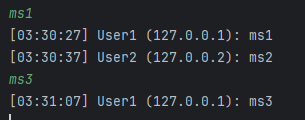 ms1
[03:30:27] User1 (127.0.0.1): ms1
[03:30:37] User2 (127.0.0.2): ms2
ms3
[03:31:07] User1 (127.0.0.1): ms3